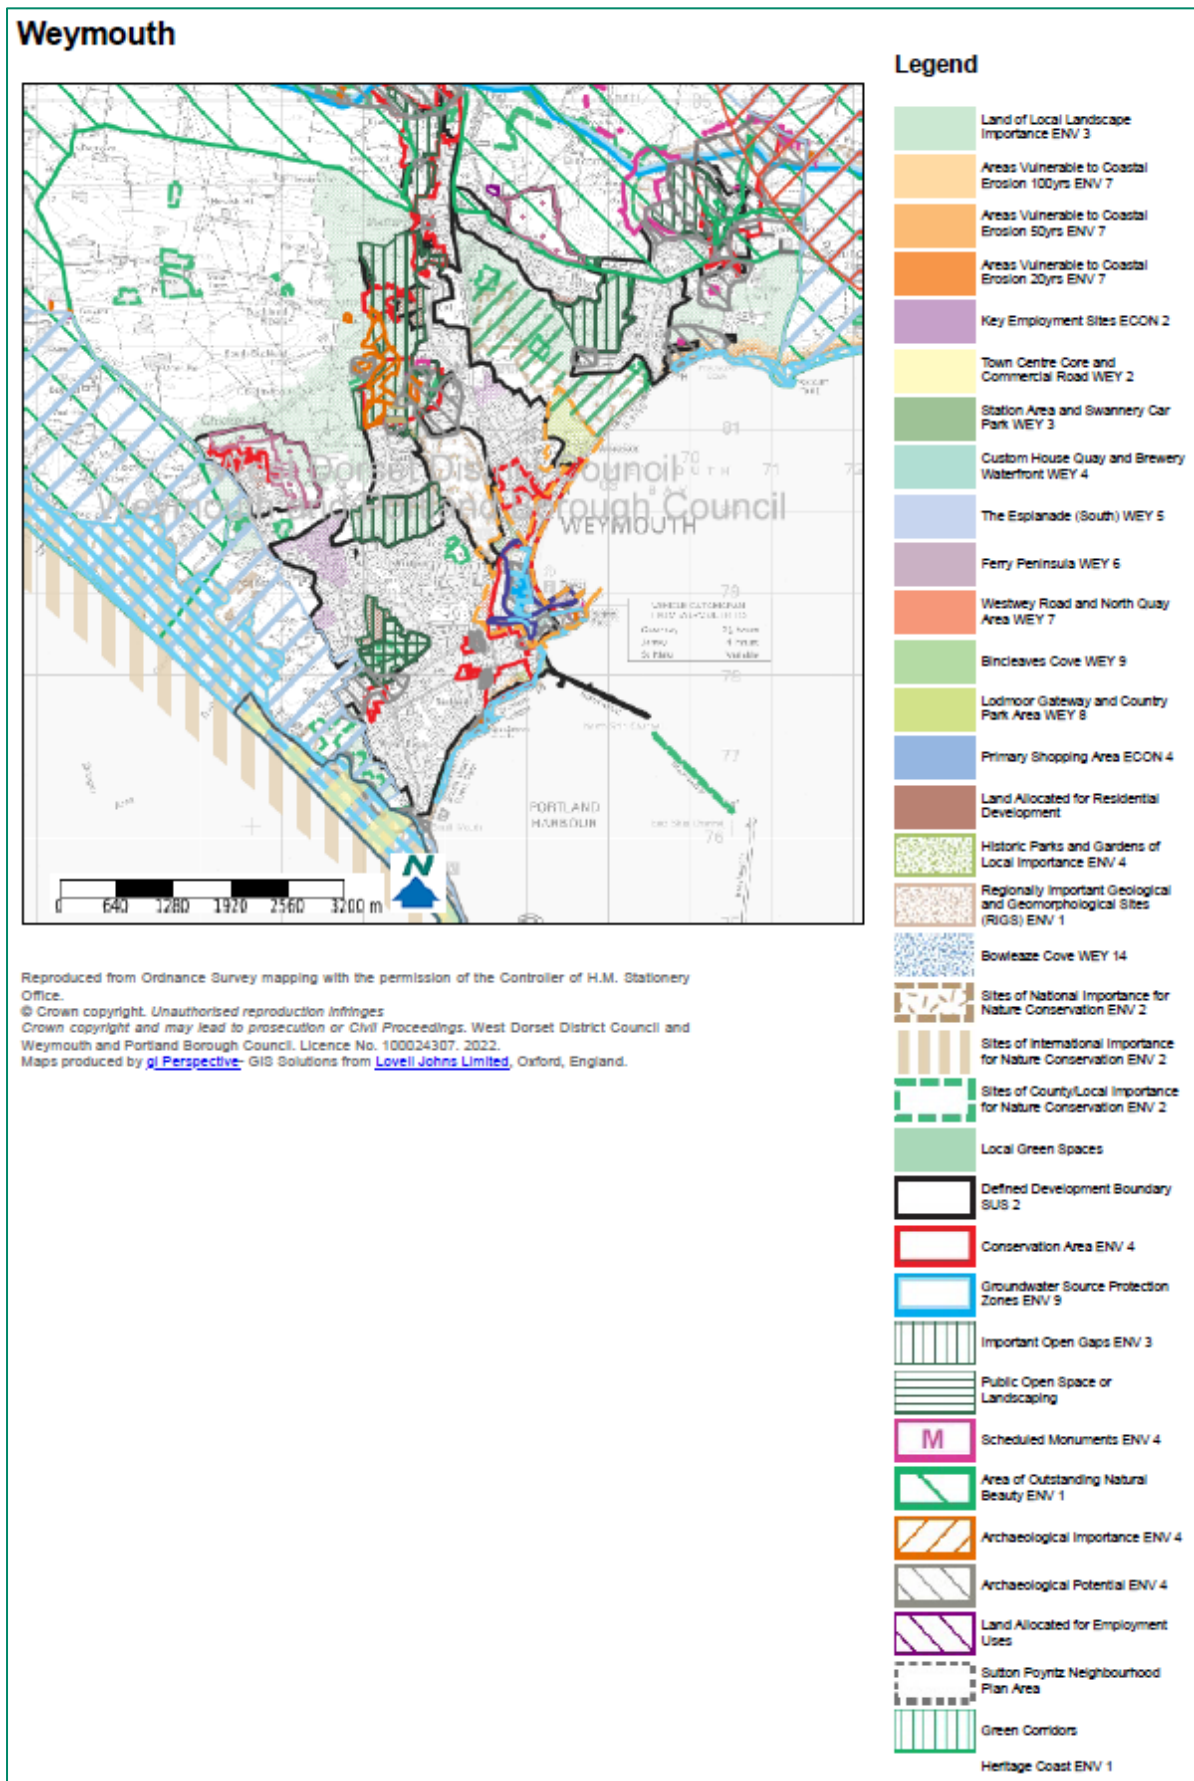 Weymouth
Legend
Land of Local Landscape
Importance ENV 3
Areas Vulnerable to Coastal
Erosion 100yrs ENV 7
Areas Vulnerable to Coastal
Erosion 50yrs ENV 7
Areas Vulnerable to Coastal
Erosion 20yrs ENV 7
Key Employment Sites ECON 2
Town Centre Core and
Commercial Road WEY 2
Station Area and Swannery Car
Park WEY 3
Custom House Quay and Brewery
Waterfront WEY 4
The Esplanade (South) WEY 5
Ferry Peninsula WEY 6
Westwey Road and North Quay
Area WEY 7
Bincleaves Cove WEY 9
Lodmoor Gateway and Country
Park Area WEY 8
Primary Shopping Area ECON 4
Land Allocated for Residential
Development
Historic Parks and Gardens of
Local Importance ENV 4
Regionally Important Geological
and Geomorphological Sites
(RIGS) ENV 1
Bowleaze Cove WEY 14
Sites of National Importance for
Nature Conservation ENV 2
Sites of International Importance
for Nature Conservation ENV 2
Sites of County/Local Importance
for Nature Conservation ENV 2
Local Green Spaces
Defined Development Boundary
SUS 2
Conservation Area ENV 4
Groundwater Source Protection
Zones ENV 9
Important Open Gaps ENV 3
Public Open Space or
Landscaping
M
Scheduled Monuments ENV 4
Area of Outstanding Natural
Beauty ENV 1
Archaeological Importance ENV 4
Archaeological Potential ENV 4
Land Allocated for Employment
Uses
Sutton Poyntz Neighbourhood
Plan Area
Green Corridors
Heritage Coast ENV 1
Dorset District Council
Weymouth and Portland Borough Council
WEYMOUTH
81
70
71
72
79
78
77
76
PORTLAND
HARBOUR
N
0 640 1280 1920 2560 3200 m
Reproduced from Ordnance Survey mapping with the permission of the Controller of H.M. Stationery
Office.
© Crown copyright. Unauthorised reproduction infringes
Crown copyright and may lead to prosecution or Civil Proceedings. West Dorset District Council and
Weymouth and Portland Borough Council. Licence No. 100024307. 2022.
Maps produced by gi Perspective- GIS Solutions from Lovell Johns Limited, Oxford, England.